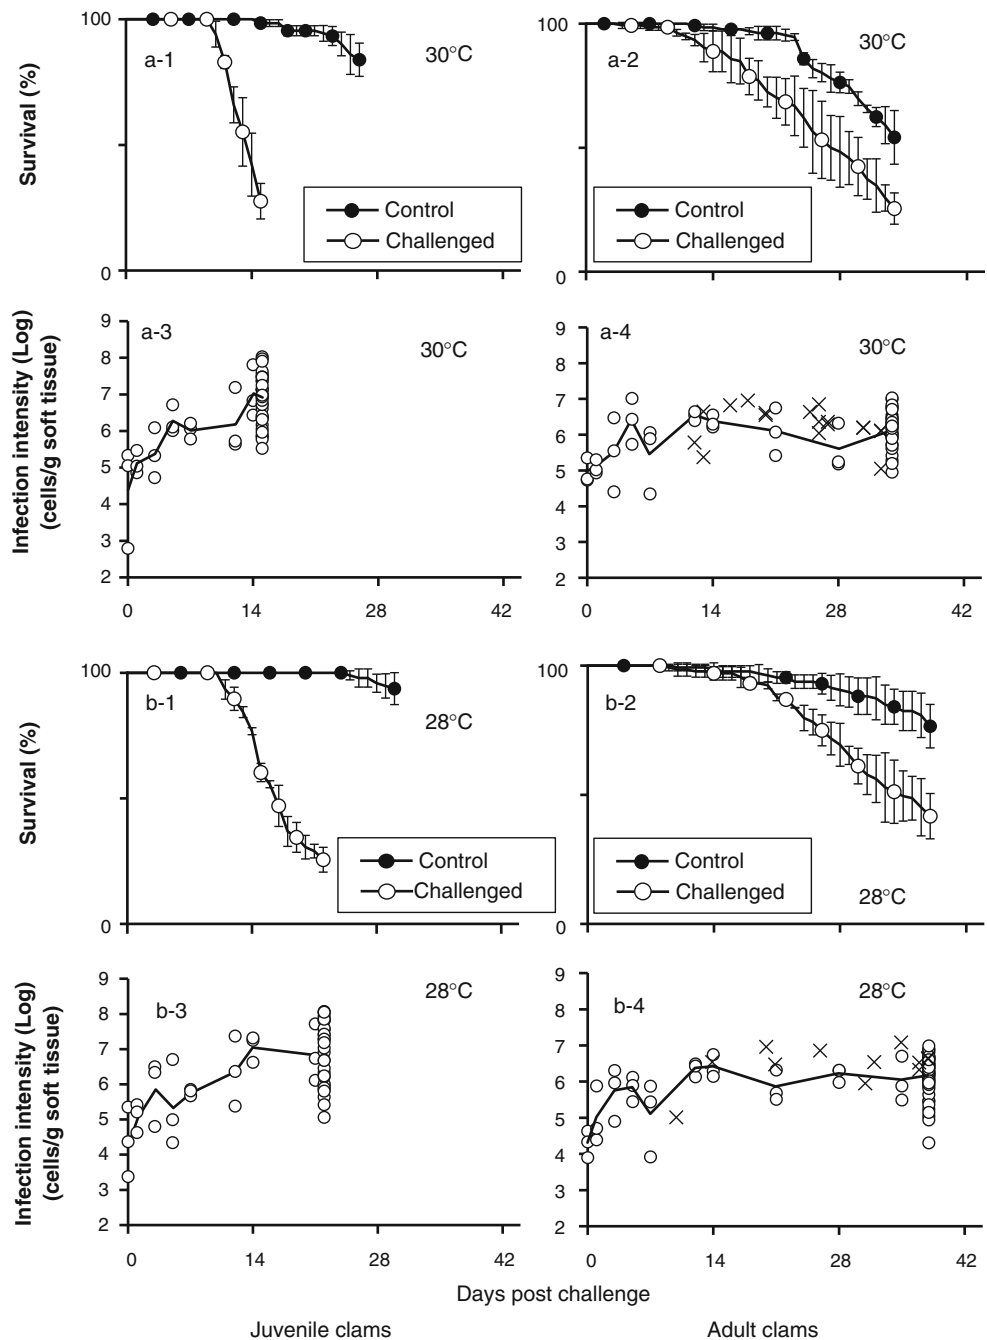 100
a-1
30°C
Survival (%)
0
Control
Challenged
100
a-2
30°C
0
Control
Challenged
Infection intensity (Log)
(cells/g soft tissue)
9
8
7
6
5
4
3
2
a-3
30°C
0 14 28 42
9
8
7
6
5
4
3
2
a-4
30°C
0 14 28 42
100
b-1
28°C
Survival (%)
0
Control
Challenged
100
b-2
0
Control
Challenged
28°C
Infection intensity (Log)
(cells/g soft tissue)
9
8
7
6
5
4
3
2
b-3
28°C
0 14 28 42
9
8
7
6
5
4
3
2
b-4
28°C
0 14 28 42
Days post challenge
Juvenile clams
Adult clams